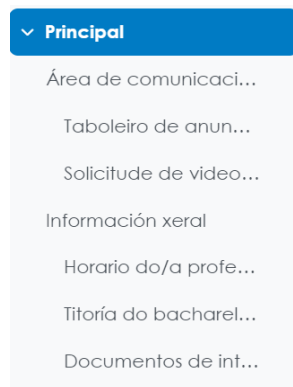 Principal
Área de comunicaci...
Taboleiro de anun...
Solicitude de video...
Información xeral
Horario do/a profe...
Titoría do bacharel...
Documentos de int...